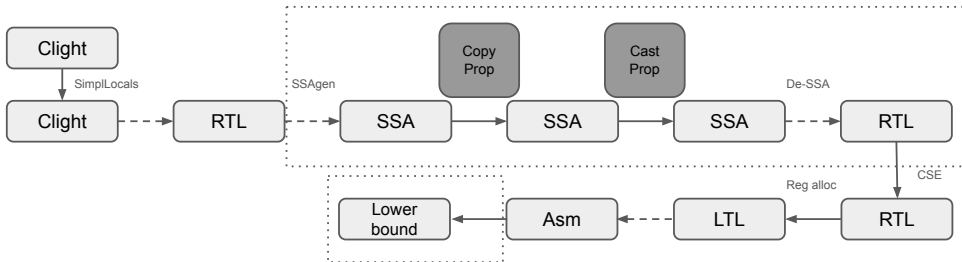 Clight
Copy
Prop
Cast
Prop
SimplLocals
SSAgen
De-SSA
Clight
RTL
SSA
SSA
SSA
RTL
CSE
Reg alloc
Lower
bound
Asm
LTL
RTL